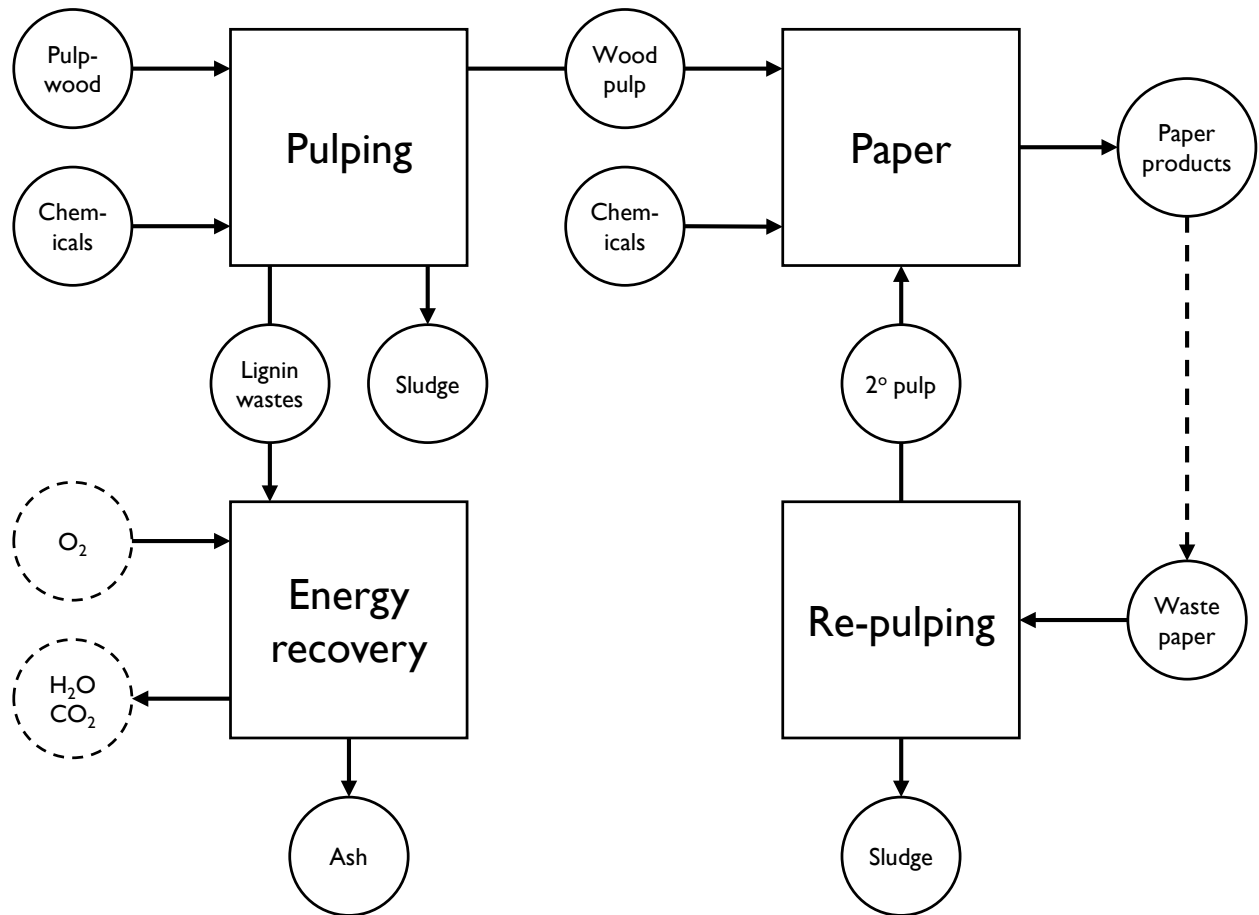 Pulp-
wood
Pulping
Wood
pulp
Paper
Paper
products
Chem-
icals
Chem-
icals
Lignin
wastes
Sludge
2º pulp
O₂
Energy
recovery
Re-pulping
Waste
paper
H₂O
CO₂
Ash
Sludge